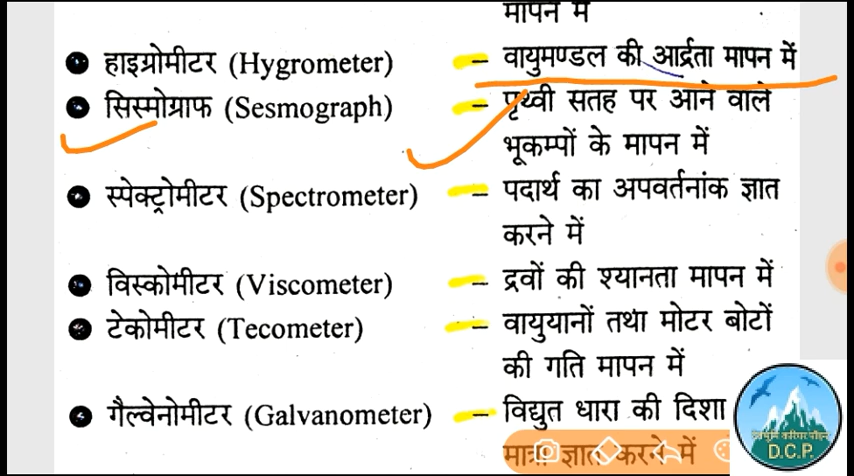 मापन में
हाइग्रोमीटर (Hygrometer) – वायुमण्डल की आर्द्रता मापन में
सिस्मोग्राफ (Sesmograph) – पृथ्वी सतह पर आने वाले
भूकम्पों के मापन में
स्पेक्ट्रोमीटर (Spectrometer) – पदार्थ का अपवर्तनांक ज्ञात
करने में
विस्कोमीटर (Viscometer) – द्रवों की श्यानता मापन में
टेकोमीटर (Tecometer) – वायुयानों तथा मोटर बोटों
की गति मापन में
गैल्वेनोमीटर (Galvanometer) – विद्युत धारा की दिशा
मात्रा ज्ञात करने में
D.C.P.